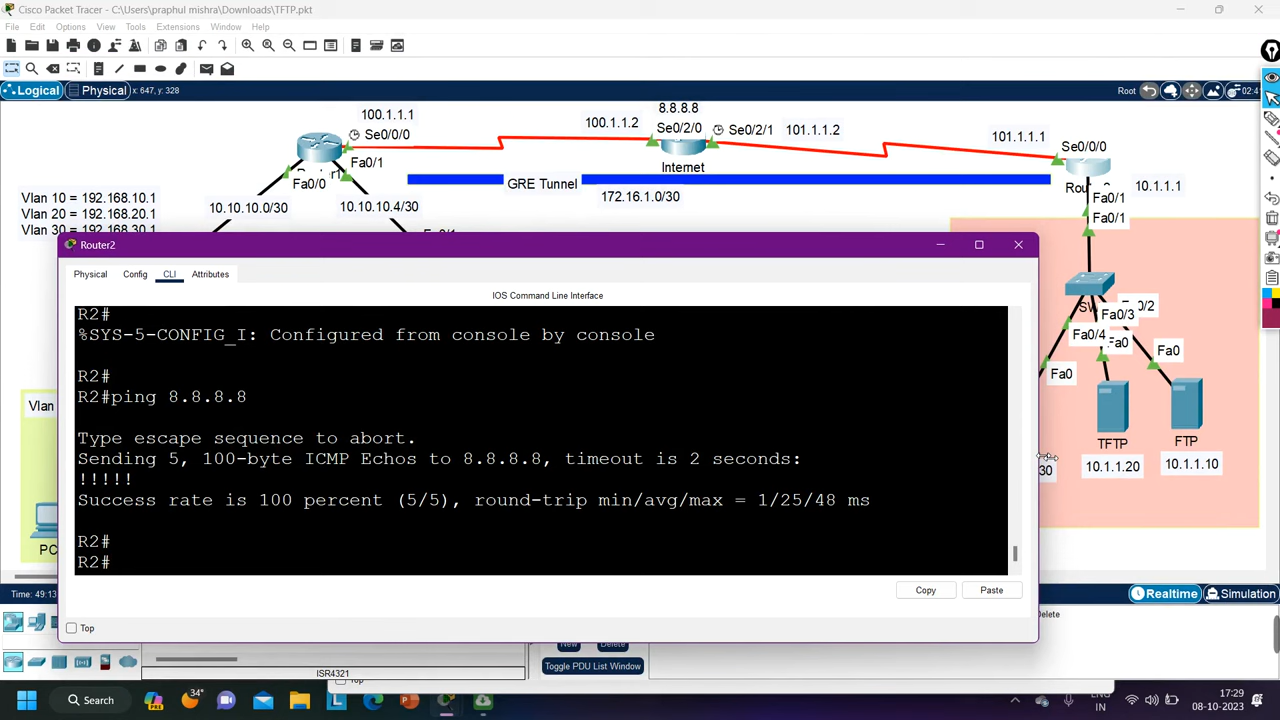 Cisco Packet Tracer - C:\Users\praphul mishra\Downloads\TFTP.pkt
File Edit Options View Tools Extensions Window Help
Logical Physical x: 647, y: 328 Root
100.1.1.1
8.8.8.8
Se0/0/0
100.1.1.2
Se0/2/0
Se0/2/1
101.1.1.2
101.1.1.1
Se0/0/0
Fa0/1
Internet
Fa0/0
GRE Tunnel
172.16.1.0/30
10.1.1.1
Fa0/1
Fa0/1
Vlan 10 = 192.168.10.1
Vlan 20 = 192.168.20.1
Vlan 30 = 192.168.30.1
10.10.10.0/30
10.10.10.4/30
Router2
Physical Config CLI Attributes
IOS Command Line Interface
R2#
%SYS-5-CONFIG_I: Configured from console by console
R2#
R2#ping 8.8.8.8
Type escape sequence to abort.
Sending 5, 100-byte ICMP Echos to 8.8.8.8, timeout is 2 seconds:
!!!!!
Success rate is 100 percent (5/5), round-trip min/avg/max = 1/25/48 ms
R2#
R2#
Copy Paste
Top
Fa0/3
Fa0/4
Fa0
Fa0
TFTP
FTP
10.1.1.20
10.1.1.10
30
Vlan
PC
Time: 49:13
Realtime Simulation
New Delete
Delete
Toggle PDU List Window
ISR4321
Search
34°
ENG
IN
17:29
08-10-2023